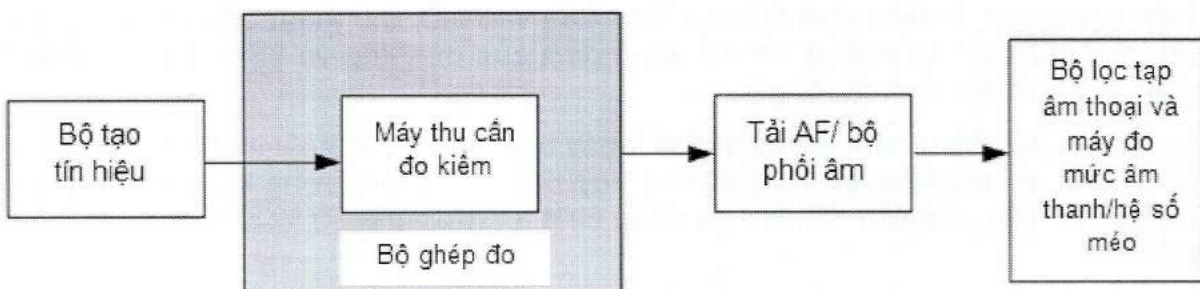 Bộ tạo
tín hiệu
Máy thu cần
đo kiểm
Bộ ghép đo
Tải AF/ bộ
phối âm
Bộ lọc tạp
âm thoại và
máy đo
mức âm
thanh/hệ số
méo